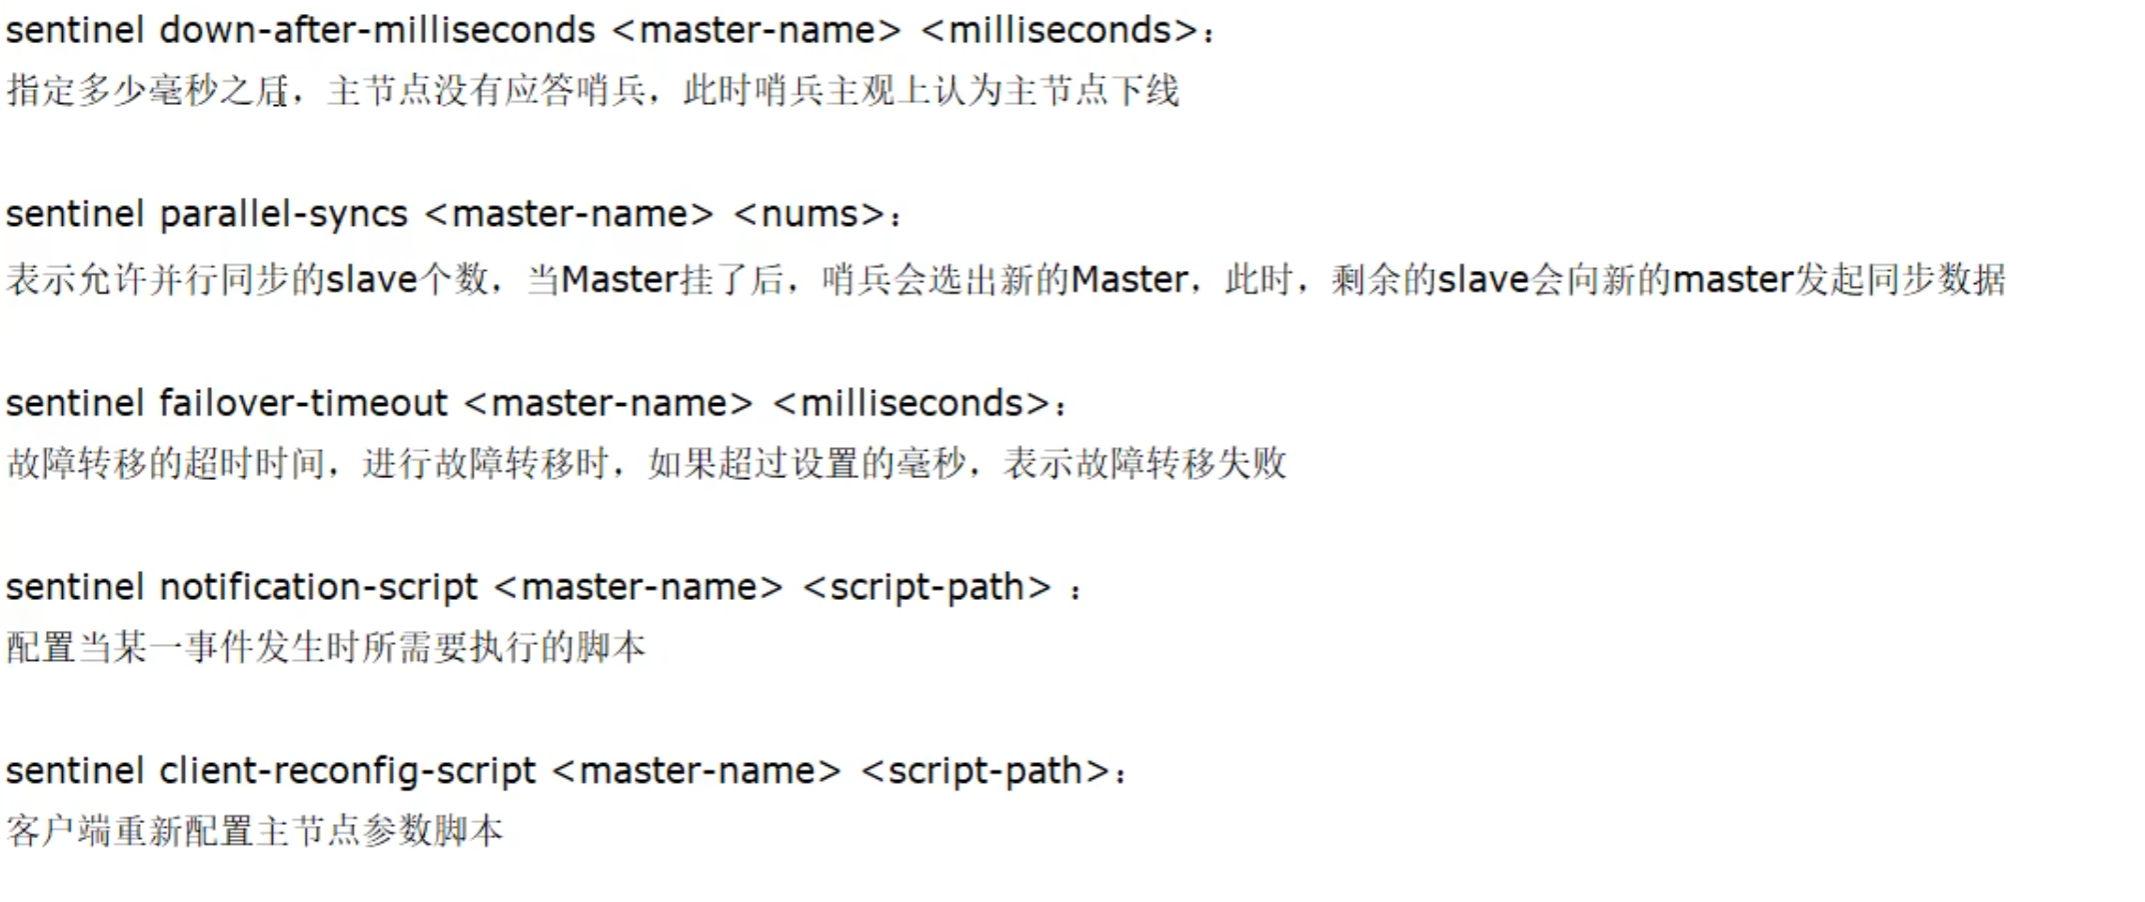 sentinel down-after-milliseconds <master-name> <milliseconds>：
指定多少毫秒之后，主节点没有应答哨兵，此时哨兵主观上认为主节点下线
sentinel parallel-syncs <master-name> <nums>：
表示允许并行同步的slave个数，当Master挂了后，哨兵会选出新的Master，此时，剩余的slave会向新的master发起同步数据
sentinel failover-timeout <master-name> <milliseconds>：
故障转移的超时时间，进行故障转移时，如果超过设置的毫秒，表示故障转移失败
sentinel notification-script <master-name> <script-path> ：
配置当某一事件发生时所需要执行的脚本
sentinel client-reconfig-script <master-name> <script-path>：
客户端重新配置主节点参数脚本